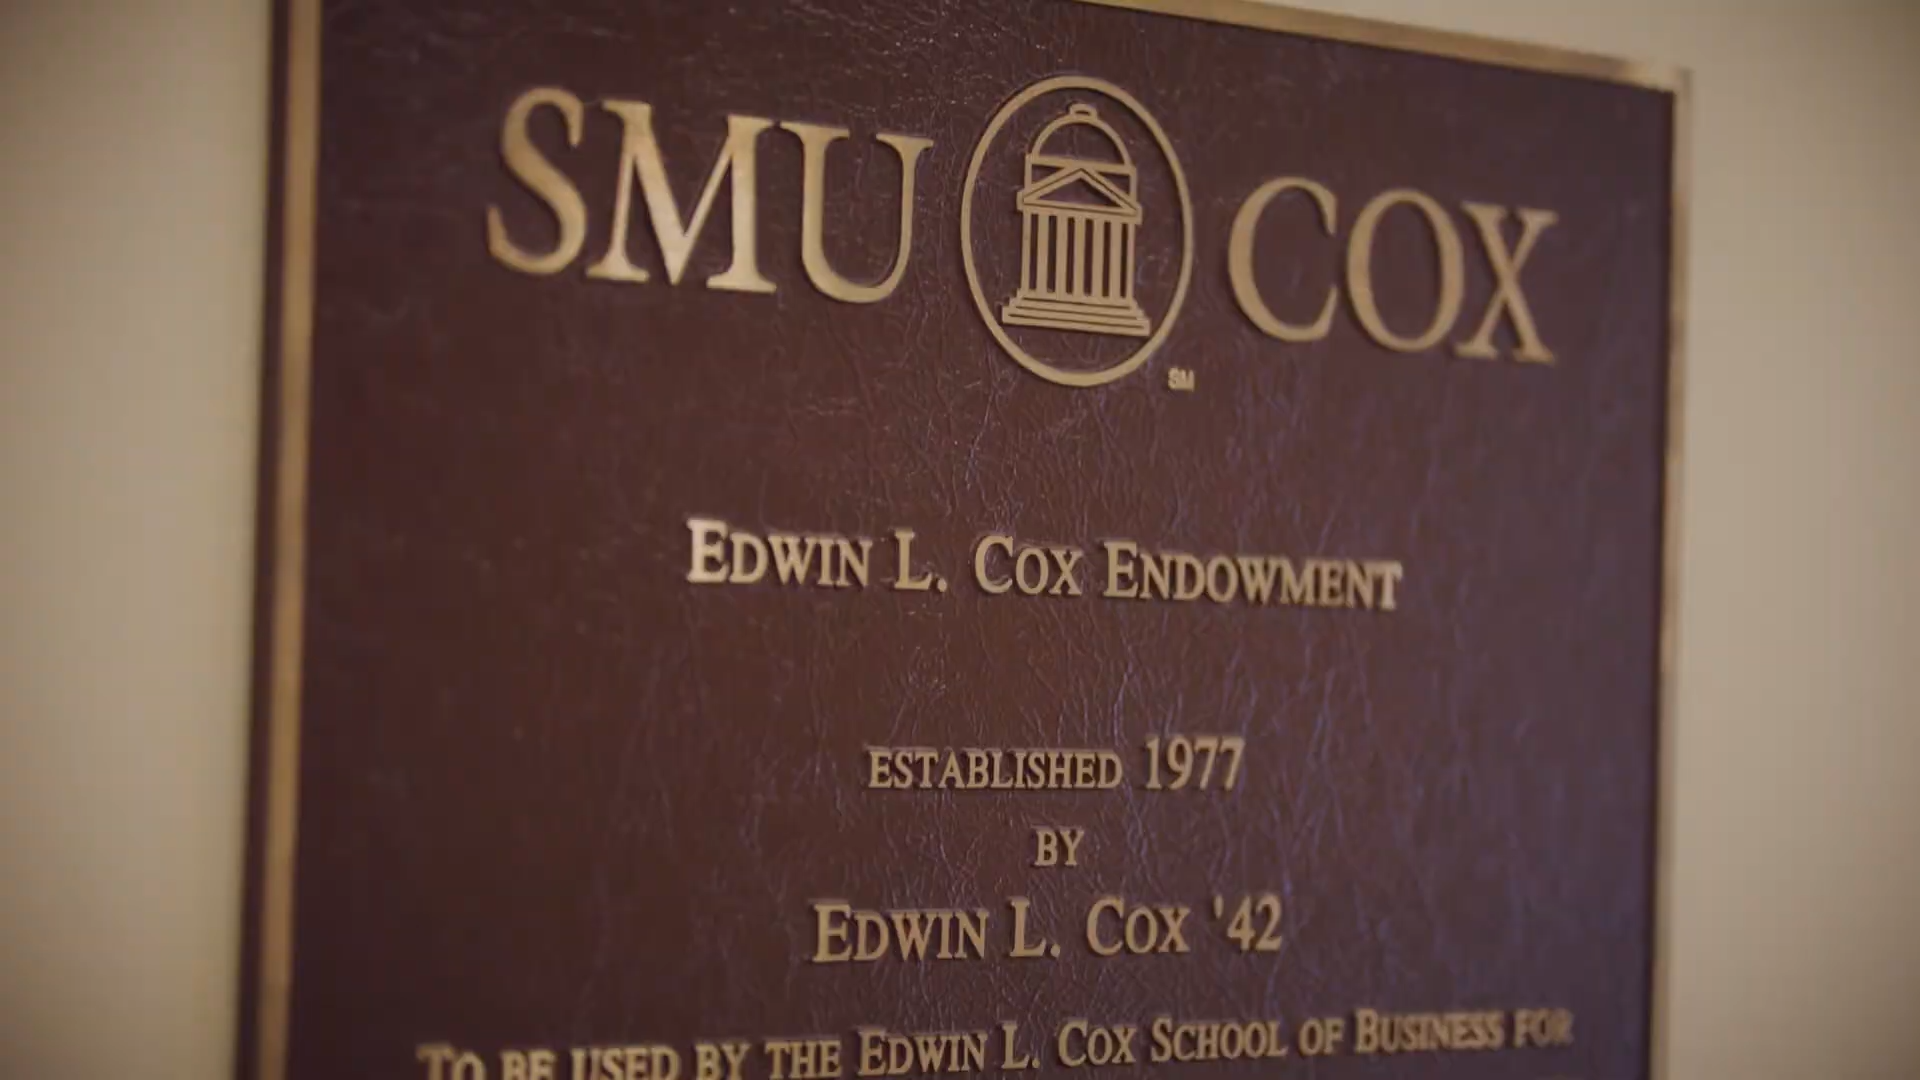 SMU COX
SM
EDWIN L. COX ENDOWMENT
ESTABLISHED 1977
BY
EDWIN L. COX '42
TO BE USED BY THE EDWIN L. COX SCHOOL OF BUSINESS FOR